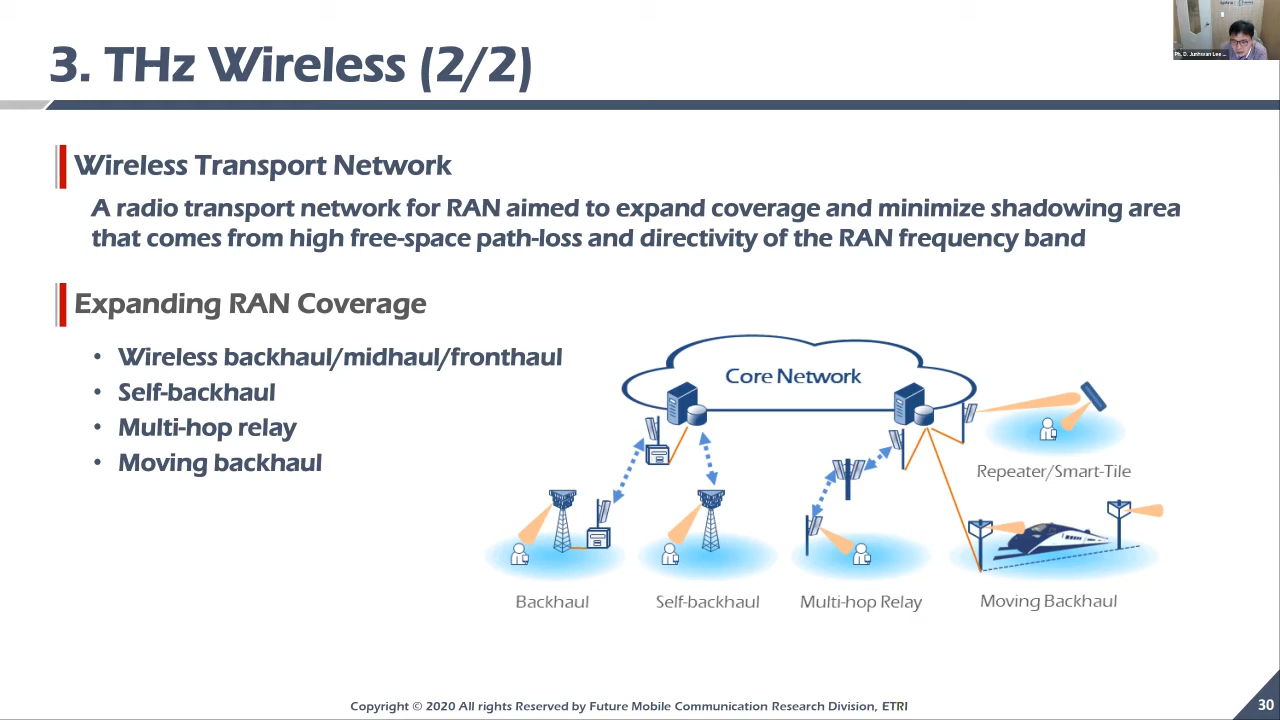 3. THz Wireless (2/2)
Ph. D. Junhwan Lee ...
Wireless Transport Network
A radio transport network for RAN aimed to expand coverage and minimize shadowing area
that comes from high free-space path-loss and directivity of the RAN frequency band
Expanding RAN Coverage
• Wireless backhaul/midhaul/fronthaul
• Self-backhaul
• Multi-hop relay
• Moving backhaul
Core Network
Repeater/Smart-Tile
Backhaul
Self-backhaul
Multi-hop Relay
Moving Backhaul
Copyright © 2020 All rights Reserved by Future Mobile Communication Research Division, ETRI
30